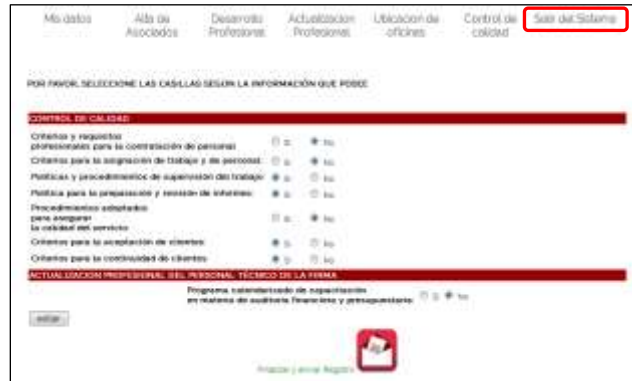 Mis datos
Alta de Asociados
Desarrollo Profesional
Actualización Profesional
Ubicación de oficinas
Control de calidad
Salir del Sistema
POR FAVOR, SELECCIONE LAS CASILLAS SEGÚN LA INFORMACIÓN QUE POSEE
CONTROL DE CALIDAD
Criterios y requisitos
profesionales para la contratación de personal: Si No
Criterios para la asignación de trabajo y de personal: Si No
Políticas y procedimientos de supervisión del trabajo: Si No
Política para la preparación y revisión de informes: Si No
Procedimientos adoptados
para asegurar Si No
la calidad del servicio
Criterios para la aceptación de clientes: Si No
Criterios para la continuidad de clientes: Si No
ACTUALIZACIÓN PROFESIONAL DEL PERSONAL TÉCNICO DE LA FIRMA
Programa calendarizado de capacitación
en materia de auditoría financiera y presupuestaria: Si No
Finalizar y enviar Registro